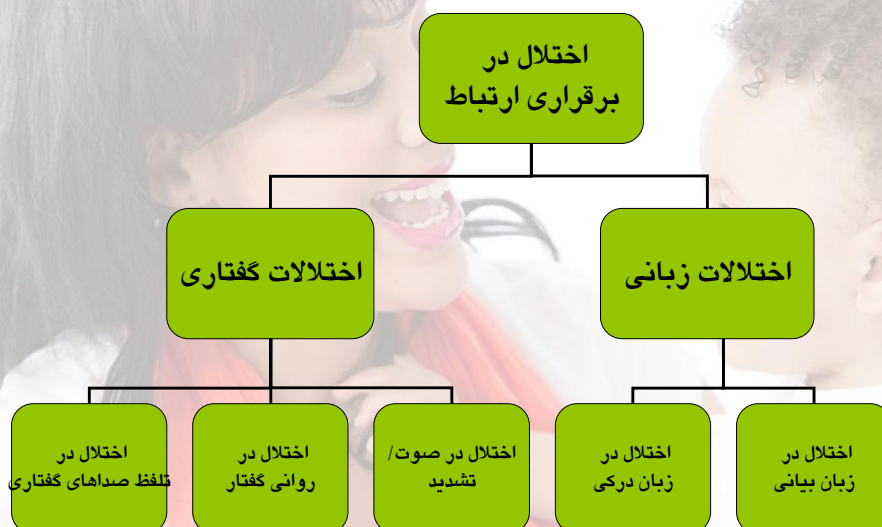 اختلال در
برقراری ارتباط
اختلالات زبانی
اختلالات گفتاری
اختلال در
زبان بیانی
اختلال در
زبان درکی
اختلال در صوت/
تشدید
اختلال در
روانی گفتار
اختلال در
تلفظ صداهای گفتاری